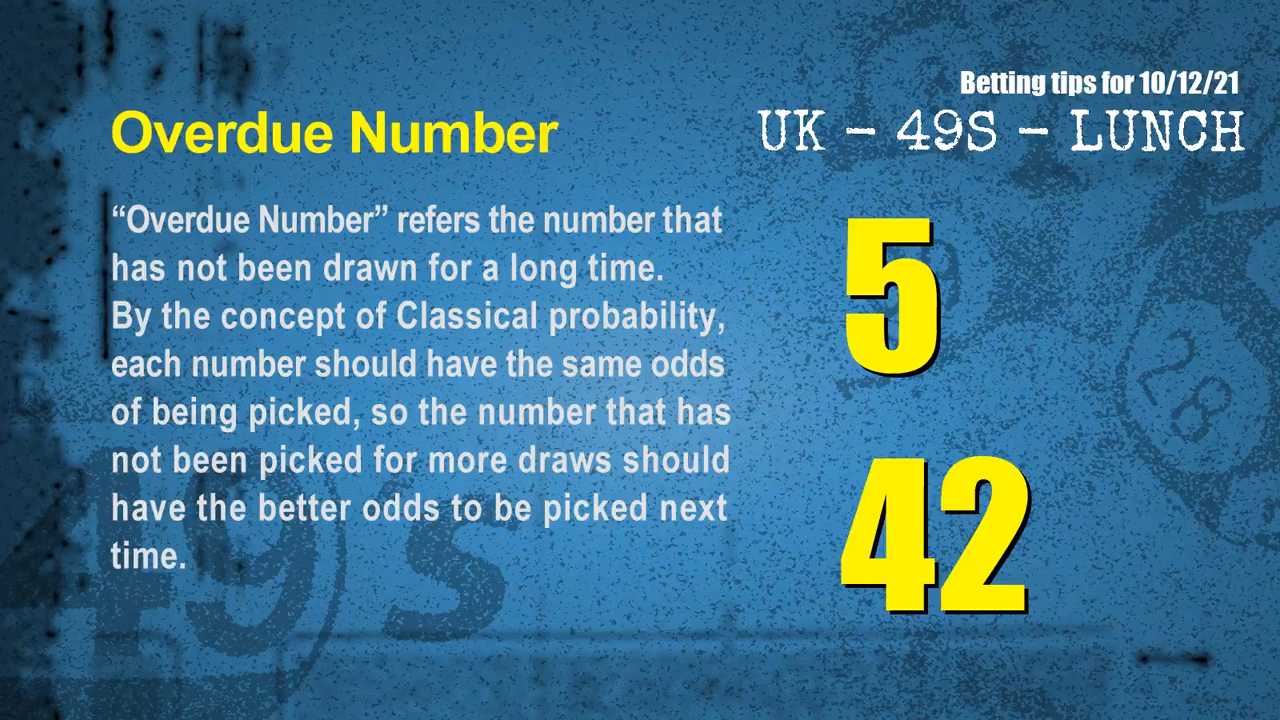 Betting tips for 10/12/21
UK - 49S - LUNCH
Overdue Number
“Overdue Number” refers the number that
has not been drawn for a long time.
By the concept of Classical probability,
each number should have the same odds
of being picked, so the number that has
not been picked for more draws should
have the better odds to be picked next
time.
5
42
28
49's